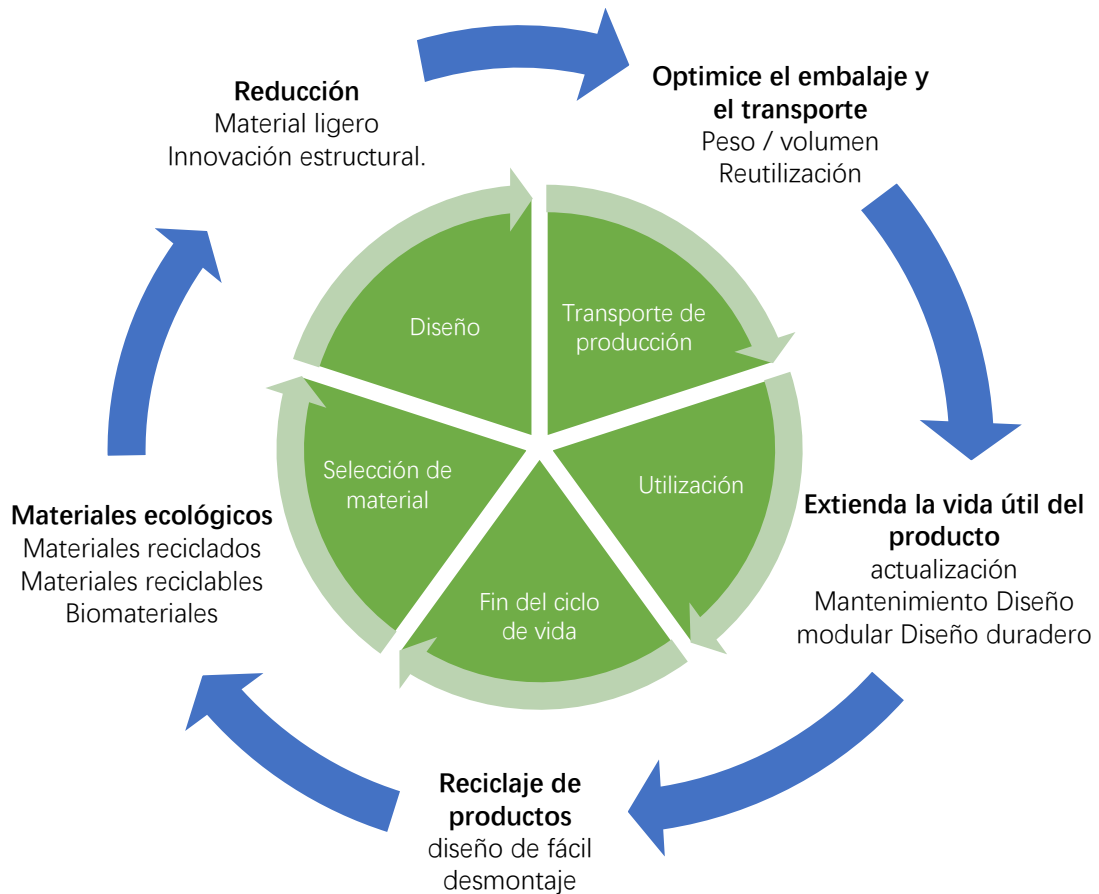 Reducción
Material ligero
Innovación estructural.
Optimice el embalaje y
el transporte
Peso / volumen
Reutilización
Diseño
Transporte de
producción
Selección de
material
Utilización
Fin del ciclo
de vida
Materiales ecológicos
Materiales reciclados
Materiales reciclables
Biomateriales
Extienda la vida útil del
producto
actualización
Mantenimiento Diseño
modular Diseño duradero
Reciclaje de
productos
diseño de fácil
desmontaje